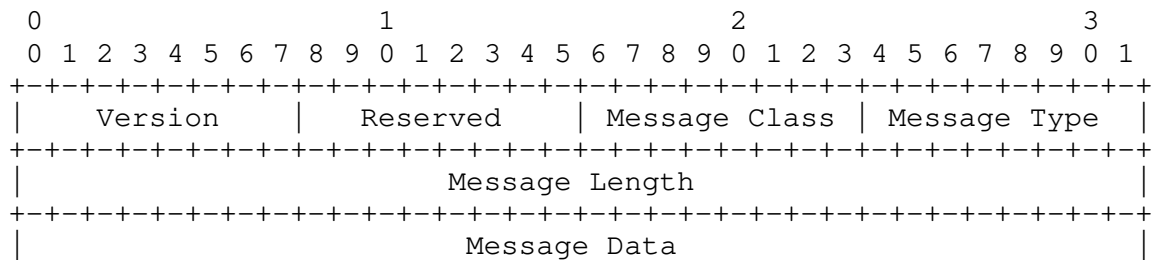 0                   1                   2                   3
0 1 2 3 4 5 6 7 8 9 0 1 2 3 4 5 6 7 8 9 0 1 2 3 4 5 6 7 8 9 0 1
+-+-+-+-+-+-+-+-+-+-+-+-+-+-+-+-+-+-+-+-+-+-+-+-+-+-+-+-+-+-+-+-+
|    Version    |   Reserved    | Message Class | Message Type  |
+-+-+-+-+-+-+-+-+-+-+-+-+-+-+-+-+-+-+-+-+-+-+-+-+-+-+-+-+-+-+-+-+
|                        Message Length                         |
+-+-+-+-+-+-+-+-+-+-+-+-+-+-+-+-+-+-+-+-+-+-+-+-+-+-+-+-+-+-+-+-+
|                         Message Data                          |